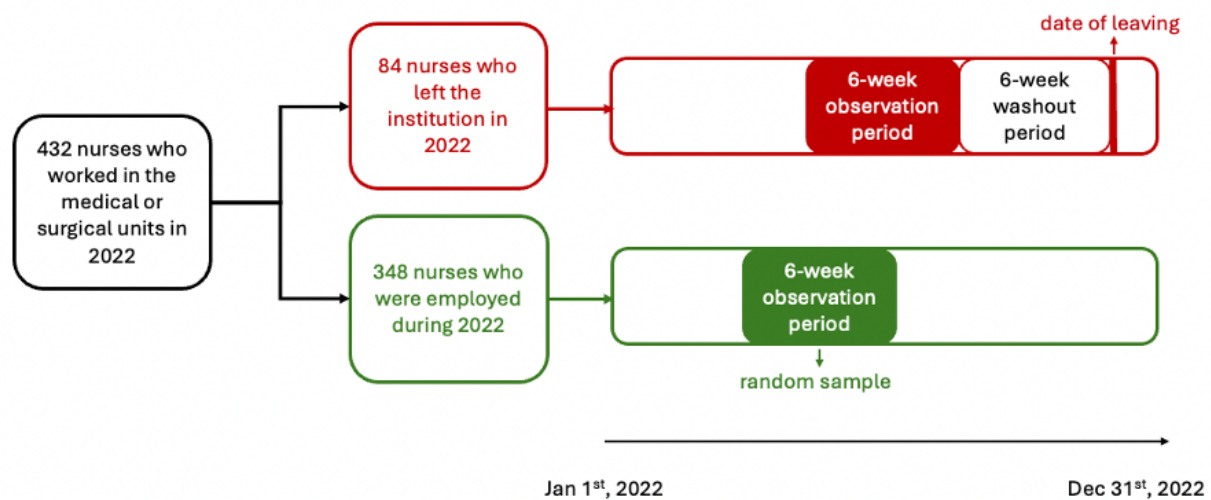 432 nurses who
worked in the
medical or
surgical units in
2022
84 nurses who
left the
institution in
2022
6-week
observation
period
6-week
washout
period
date of leaving
348 nurses who
were employed
during 2022
6-week
observation
period
random sample
Jan 1st, 2022
Dec 31st, 2022